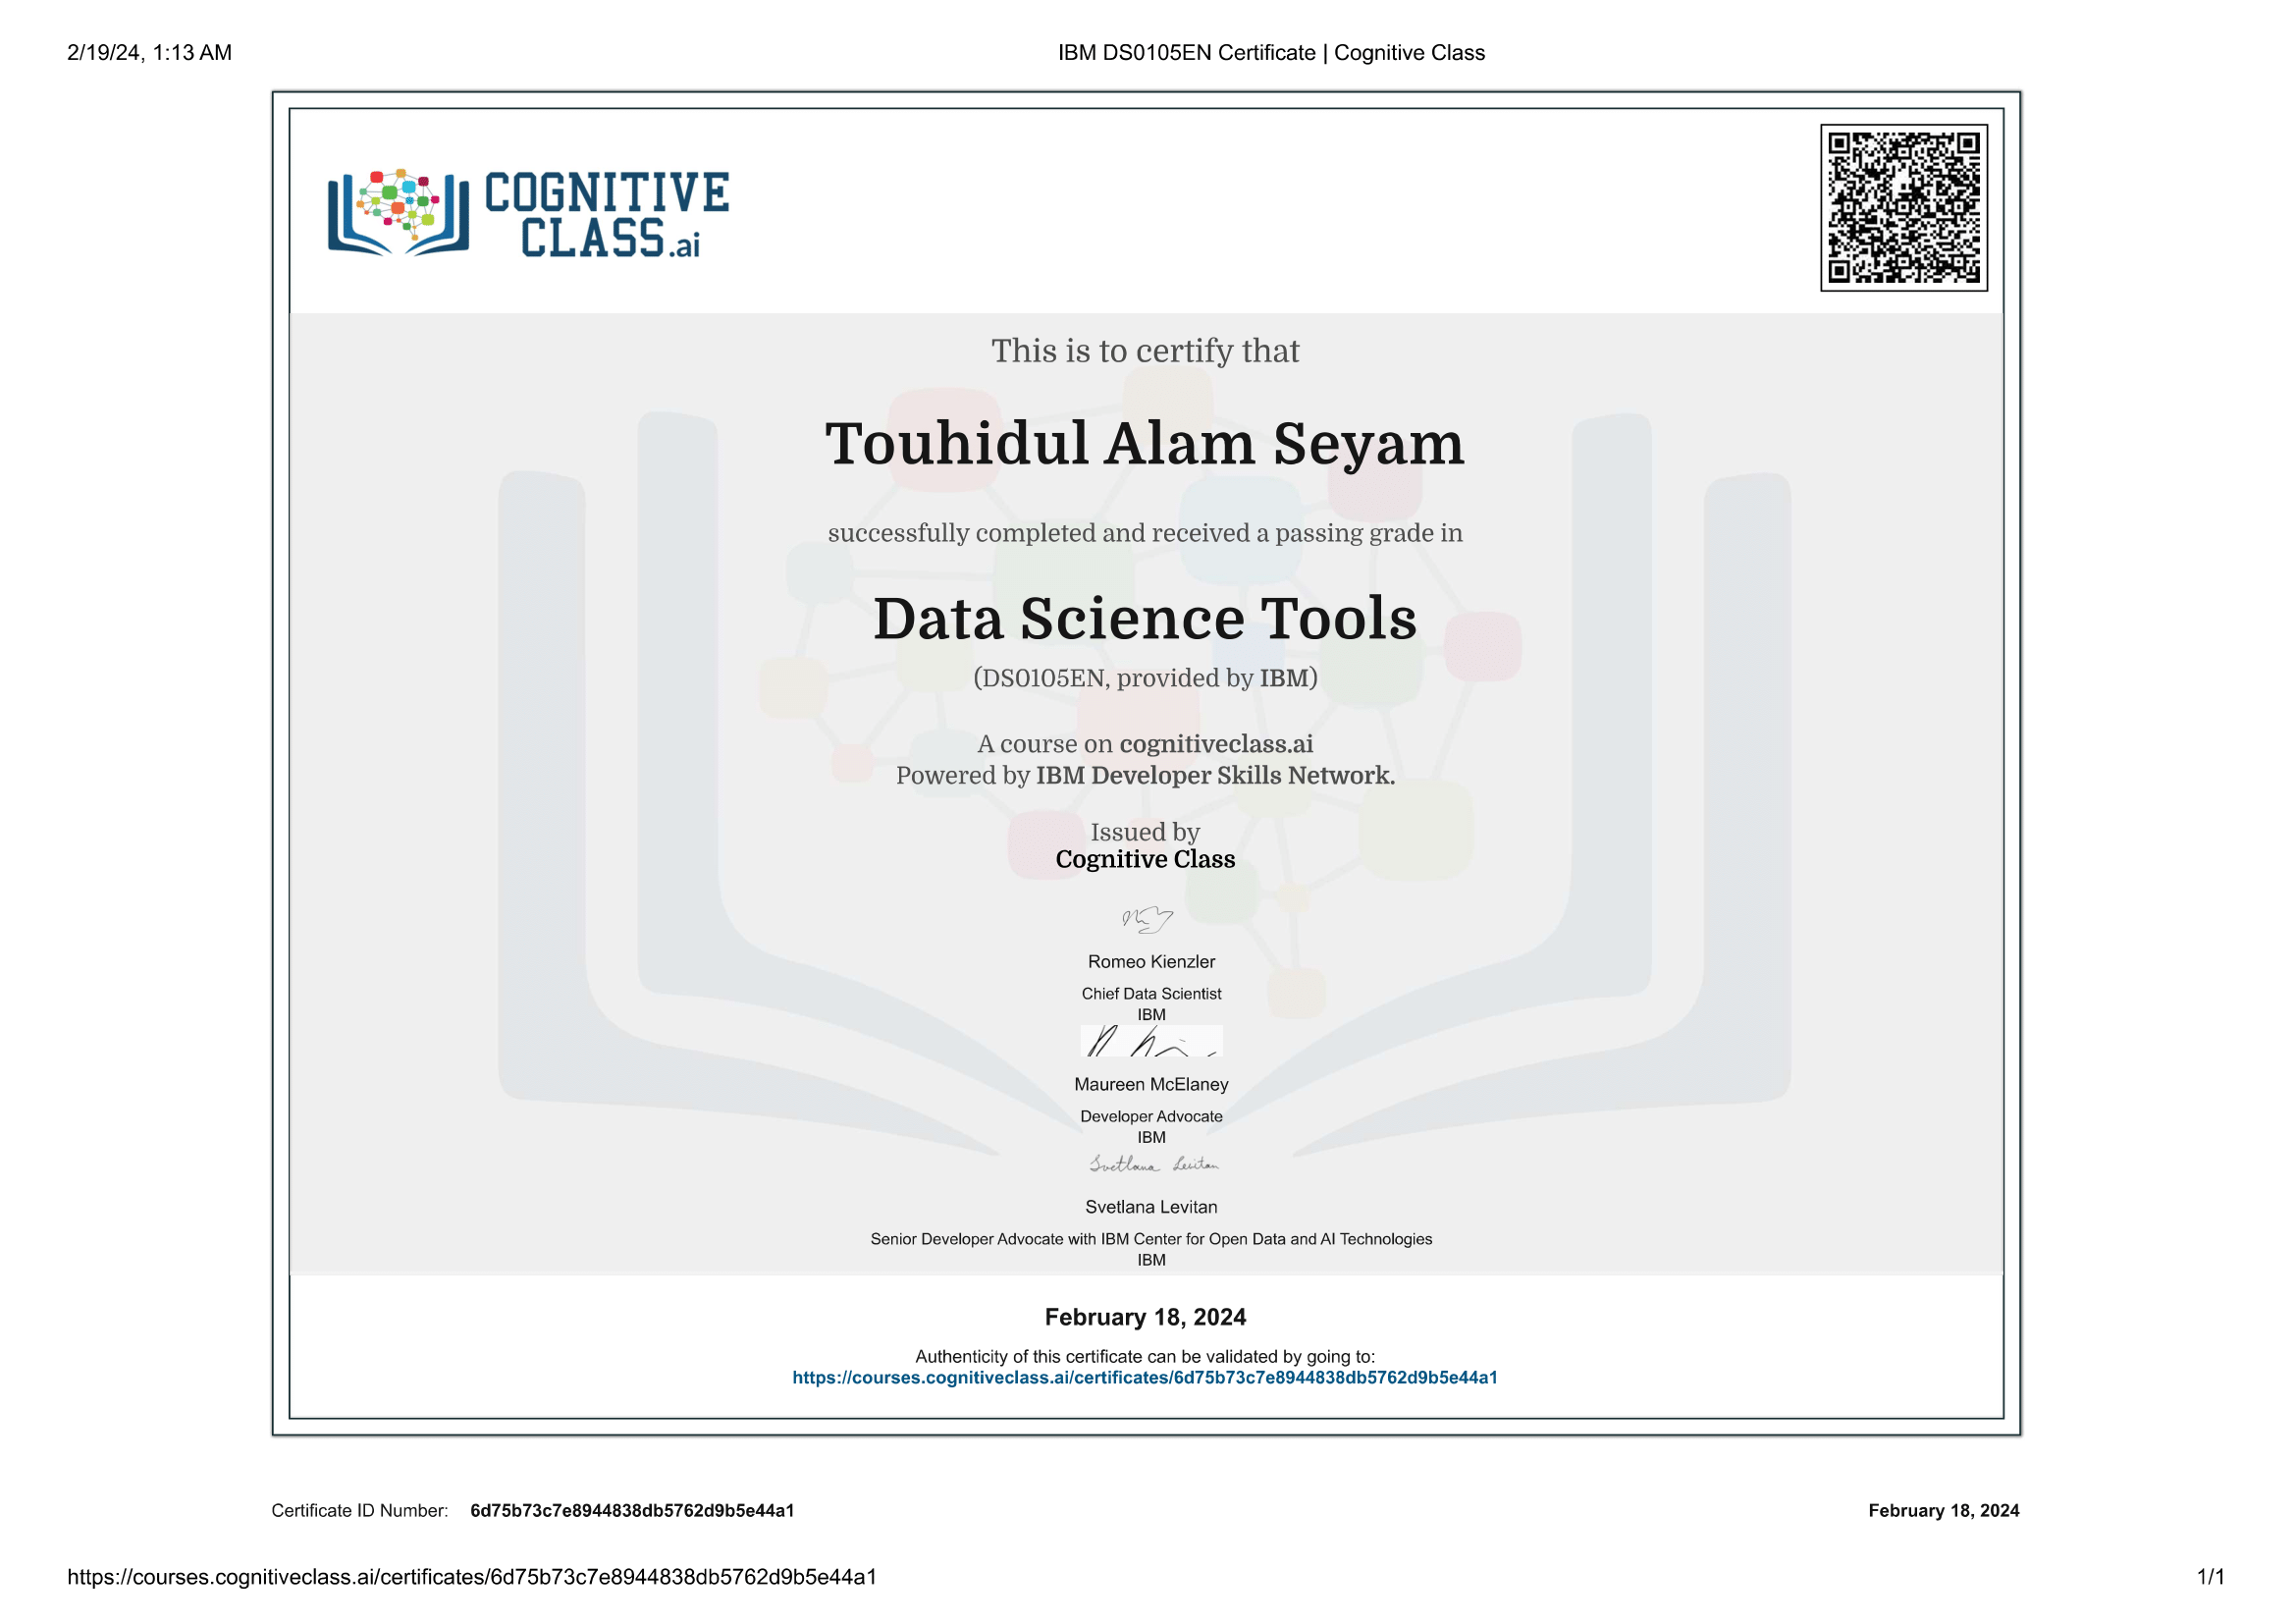 2/19/24, 1:13 AM
IBM DS0105EN Certificate | Cognitive Class
COGNITIVE
CLASS.ai
This is to certify that
Touhidul Alam Seyam
successfully completed and received a passing grade in
Data Science Tools
(DS0105EN, provided by IBM)
A course on cognitiveclass.ai
Powered by IBM Developer Skills Network.
Issued by
Cognitive Class
Romeo Kienzler
Chief Data Scientist
IBM
Maureen McElaney
Developer Advocate
IBM
Svetlana Levitan
Svetlana Levitan
Senior Developer Advocate with IBM Center for Open Data and AI Technologies
IBM
February 18, 2024
Authenticity of this certificate can be validated by going to:
https://courses.cognitiveclass.ai/certificates/6d75b73c7e8944838db5762d9b5e44a1
Certificate ID Number: 6d75b73c7e8944838db5762d9b5e44a1
February 18, 2024
https://courses.cognitiveclass.ai/certificates/6d75b73c7e8944838db5762d9b5e44a1
1/1